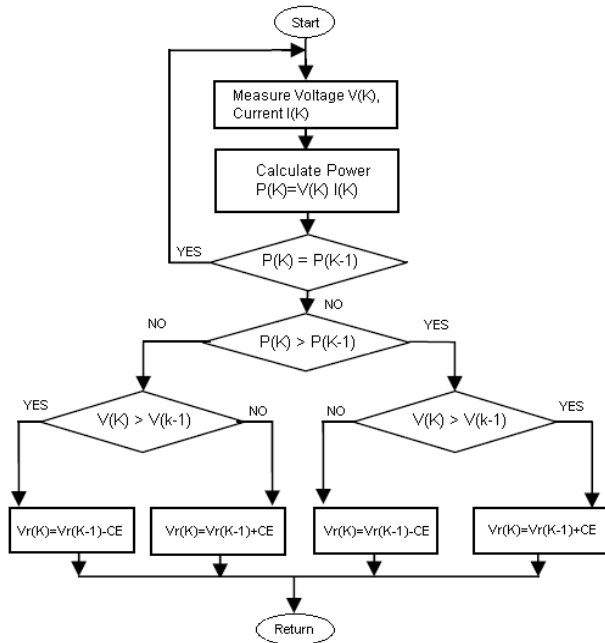 Start
Measure Voltage V(K),
Current I(K)
Calculate Power
P(K)=V(K) I(K)
YES
P(K) = P(K-1)
NO
NO
P(K) > P(K-1)
YES
YES
V(K) > V(k-1)
NO
NO
V(K) > V(k-1)
YES
Vr(K)=Vr(K-1)-CE
Vr(K)=Vr(K-1)+CE
Vr(K)=Vr(K-1)-CE
Vr(K)=Vr(K-1)+CE
Return